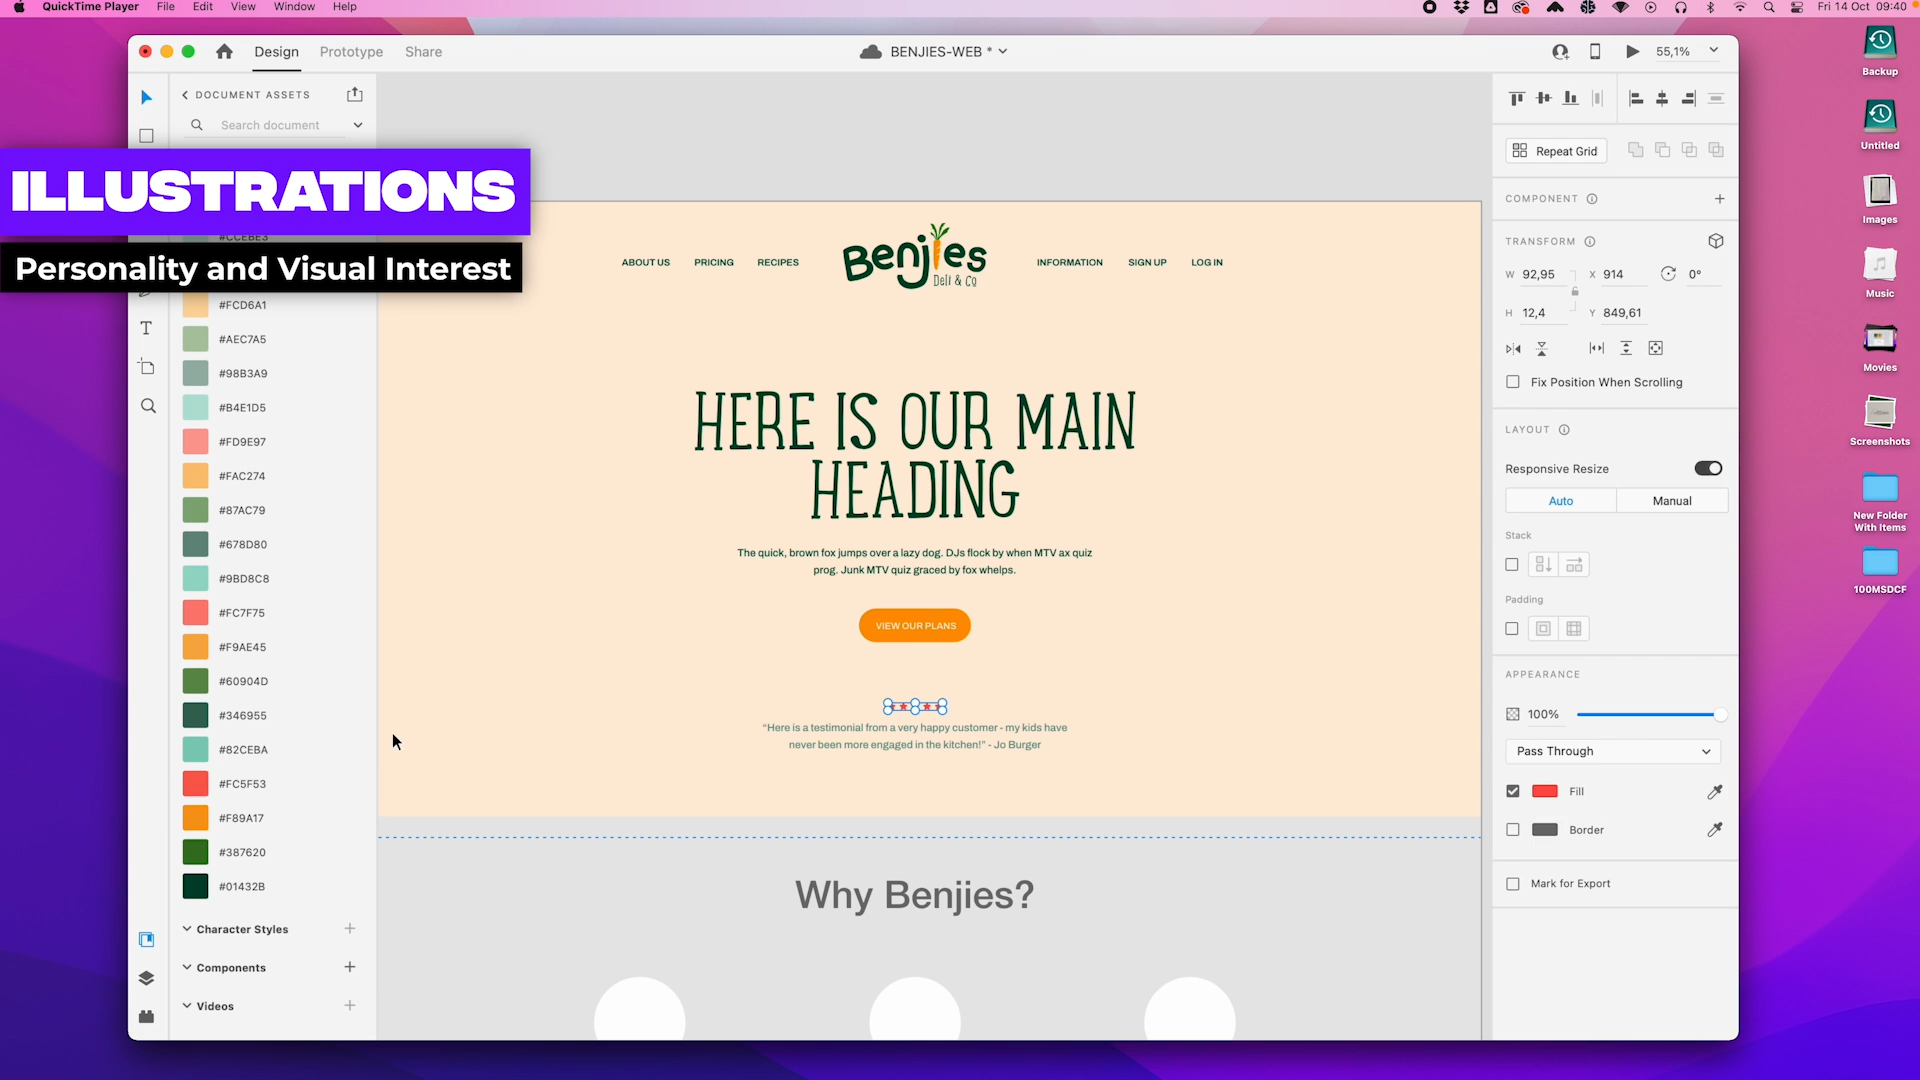 QuickTime Player File Edit View Window Help
Fri 14 Oct 09:40
Design Prototype Share
BENJIES-WEB *
55,1%
DOCUMENT ASSETS
Search document
ILLUSTRATIONS
Personality and Visual Interest
#CCEBE3
#FCD6A1
#AEC7A5
#98B3A9
#B4E1D5
#FD9E97
#FAC274
#87AC79
#678D80
#9BD8C8
#FC7F75
#F9AE45
#60904D
#346955
#82CEBA
#FC5F53
#F89A17
#387620
#01432B
Character Styles
Components
Videos
ABOUT US PRICING RECIPES
Benjies
Deli & Co
INFORMATION SIGN UP LOG IN
HERE IS OUR MAIN
HEADING
The quick, brown fox jumps over a lazy dog. DJs flock by when MTV ax quiz
prog. Junk MTV quiz graced by fox whelps.
VIEW OUR PLANS
“Here is a testimonial from a very happy customer - my kids have
never been more engaged in the kitchen!” - Jo Burger
Why Benjies?
Repeat Grid
COMPONENT
TRANSFORM
W 92,95 X 914 0°
H 12,4 Y 849,61
Fix Position When Scrolling
LAYOUT
Responsive Resize
Auto Manual
Stack
Padding
APPEARANCE
100%
Pass Through
Fill
Border
Mark for Export
Backup
Untitled
Images
Music
Movies
Screenshots
New Folder
With Items
100MSDCF